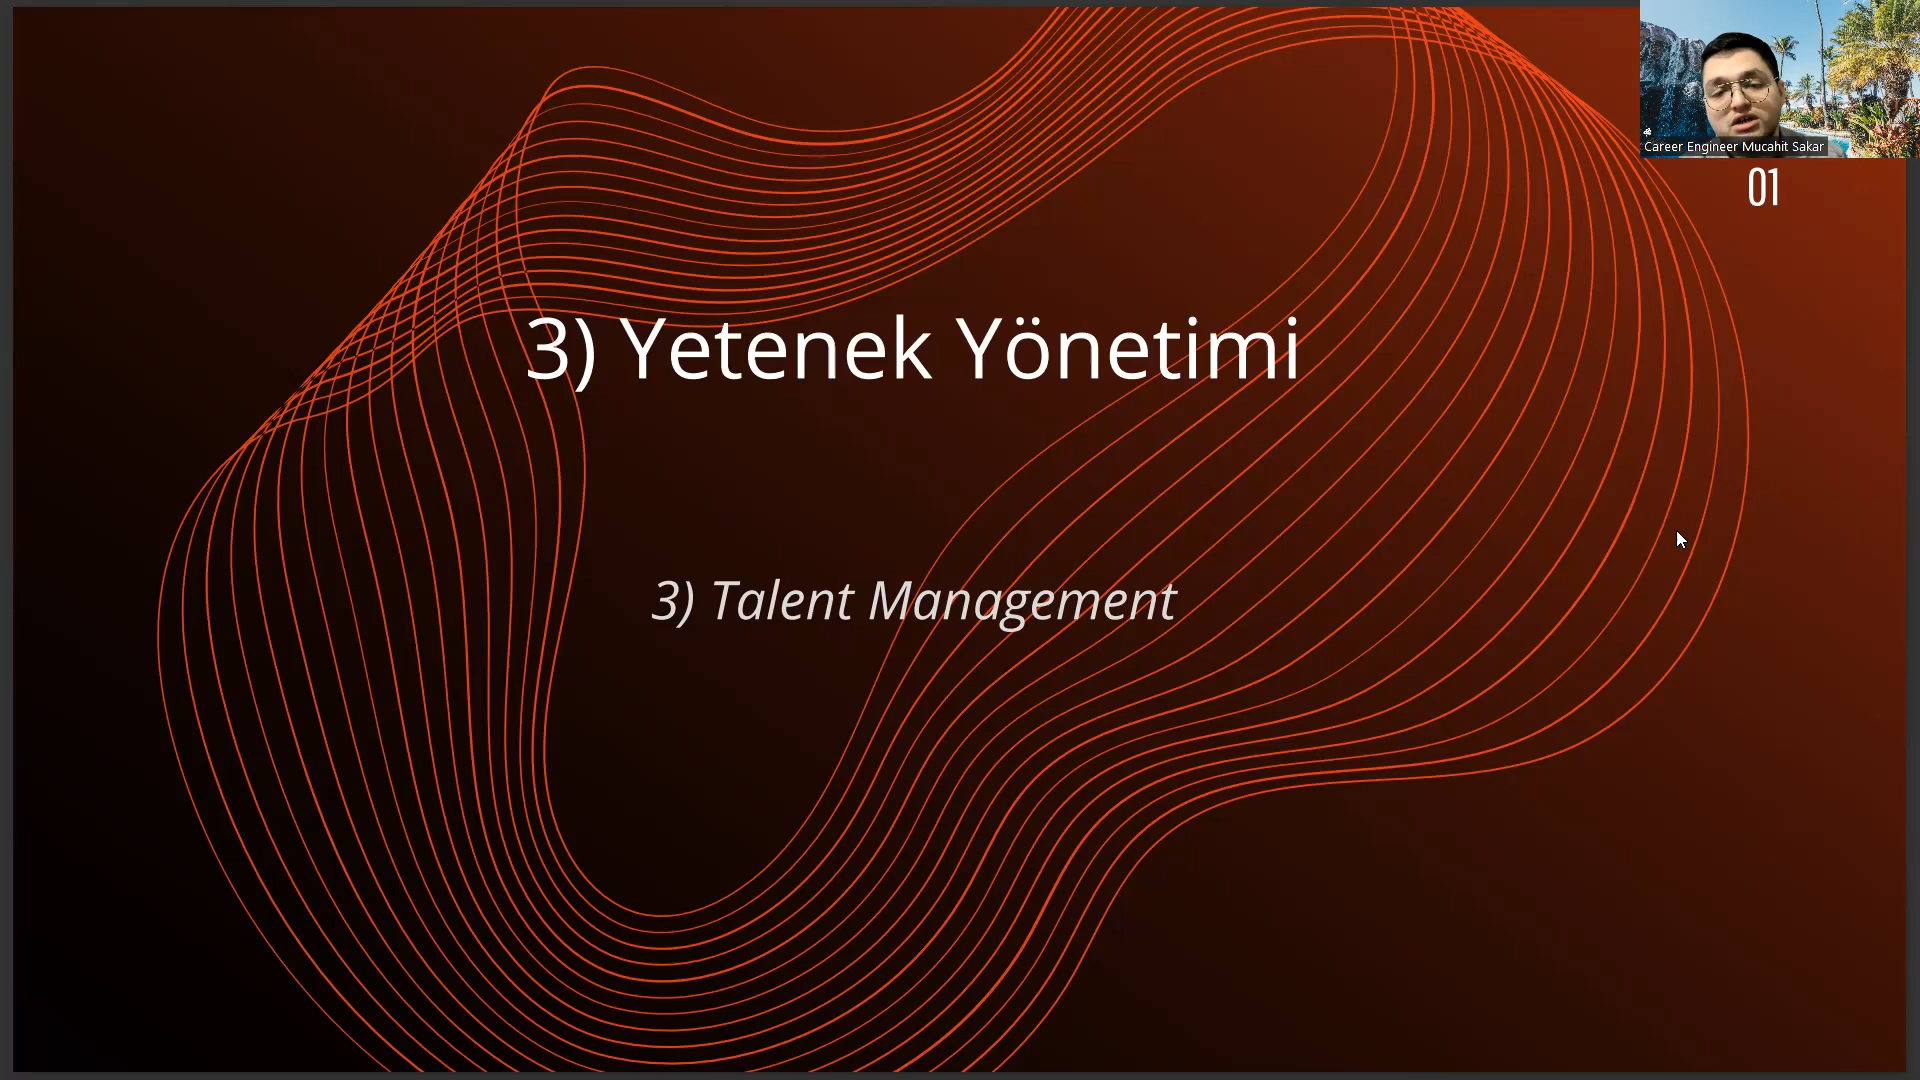 Career Engineer Mucahit Sakar
01
3) Yetenek Yönetimi
3) Talent Management